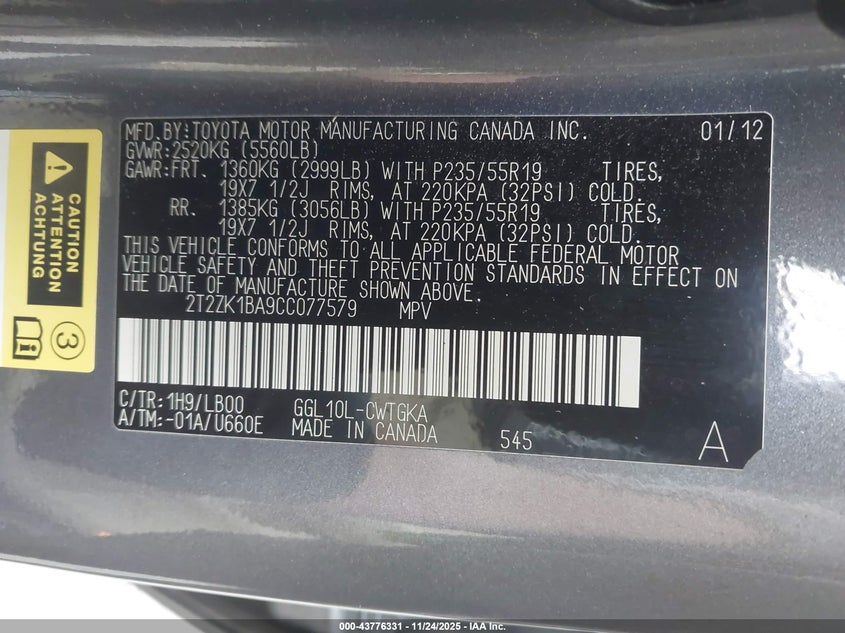 MFD.BY:TOYOTA MOTOR MANUFACTURING CANADA INC. 01/12
GVWR:2520KG (5560LB)
GAWR:FRT. 1360KG (2999LB) WITH P235/55R19 TIRES,
19X7 1/2J RIMS, AT 220KPA (32PSI) COLD.
RR. 1385KG (3056LB) WITH P235/55R19 TIRES,
19X7 1/2J RIMS, AT 220KPA (32PSI) COLD.
THIS VEHICLE CONFORMS TO ALL APPLICABLE FEDERAL MOTOR
VEHICLE SAFETY AND THEFT PREVENTION STANDARDS IN EFFECT ON
THE DATE OF MANUFACTURE SHOWN ABOVE.
2T2ZK1BA9CC077579 MPV
C/TR:1H9/LB00 GGL10L-CWTGKA
A/TM:-01A/U660E MADE IN CANADA 545 A
CAUTION
ATTENTION
ACHTUNG
3
000-43776331 - 11/24/2025 - IAA Inc.